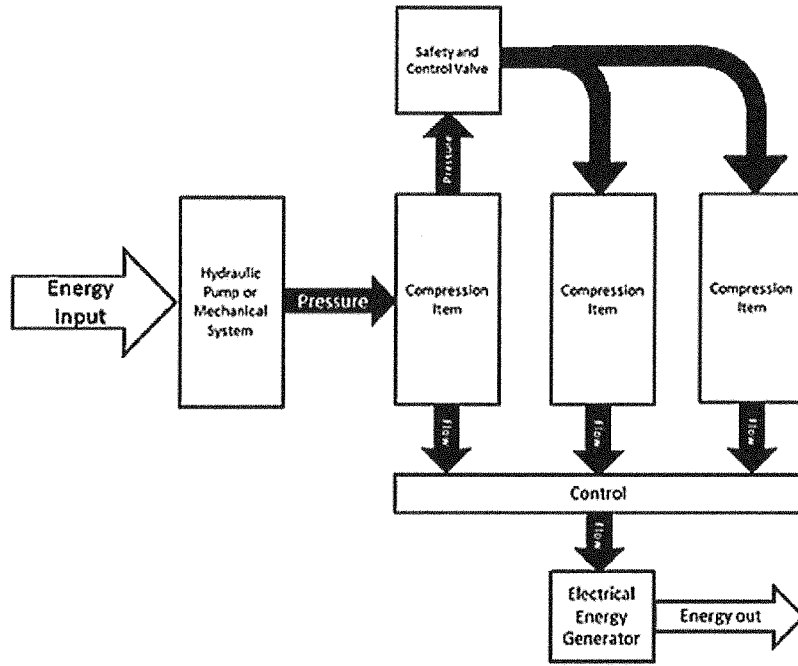 Safety and
Control Valve
Pressure
Energy
Input
Hydraulic
Pump or
Mechanical
System
Pressure
Compression
Item
Compression
Item
Compression
Item
Flow
Flow
Flow
Control
Flow
Electrical
Energy
Generator
Energy out